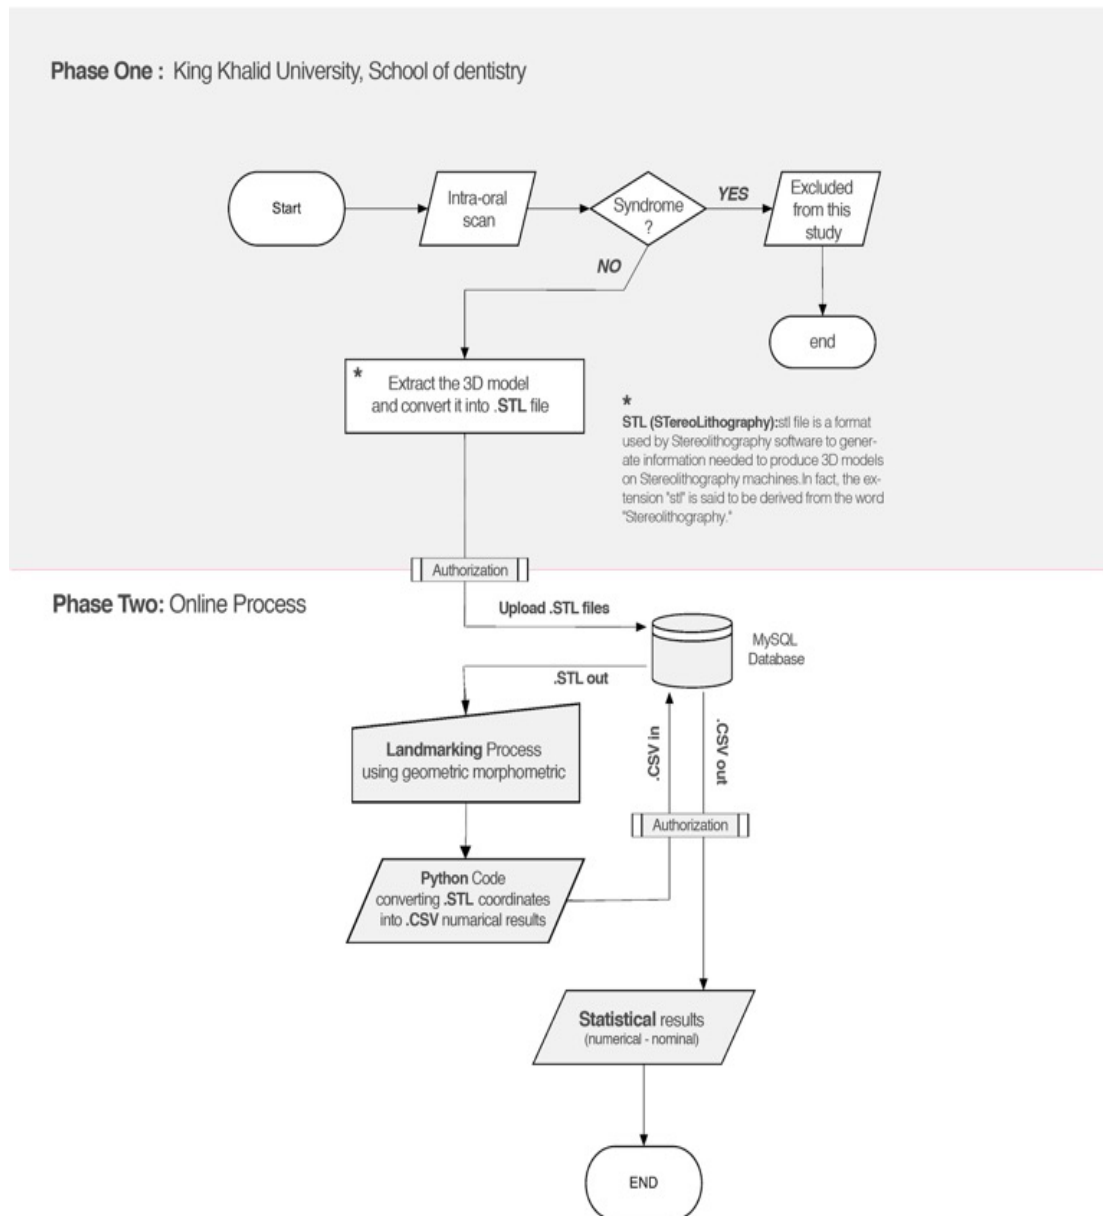 Phase One : King Khalid University, School of dentistry
Start
Intra-oral
scan
Syndrome
?
YES
Excluded
from this
study
NO
end
*
Extract the 3D model
and convert it into .STL file
*
STL (STereoLithography):stl file is a format
used by Stereolithography software to gener-
ate information needed to produce 3D models
on Stereolithography machines.In fact, the ex-
tension "stl" is said to be derived from the word
"Stereolithography."
Authorization
Phase Two: Online Process
Upload .STL files
MySQL
Database
.STL out
Landmarking Process
using geometric morphometric
.CSV in
.CSV out
Authorization
Python Code
converting .STL coordinates
into .CSV numarical results
Statistical results
(numerical - nominal)
END